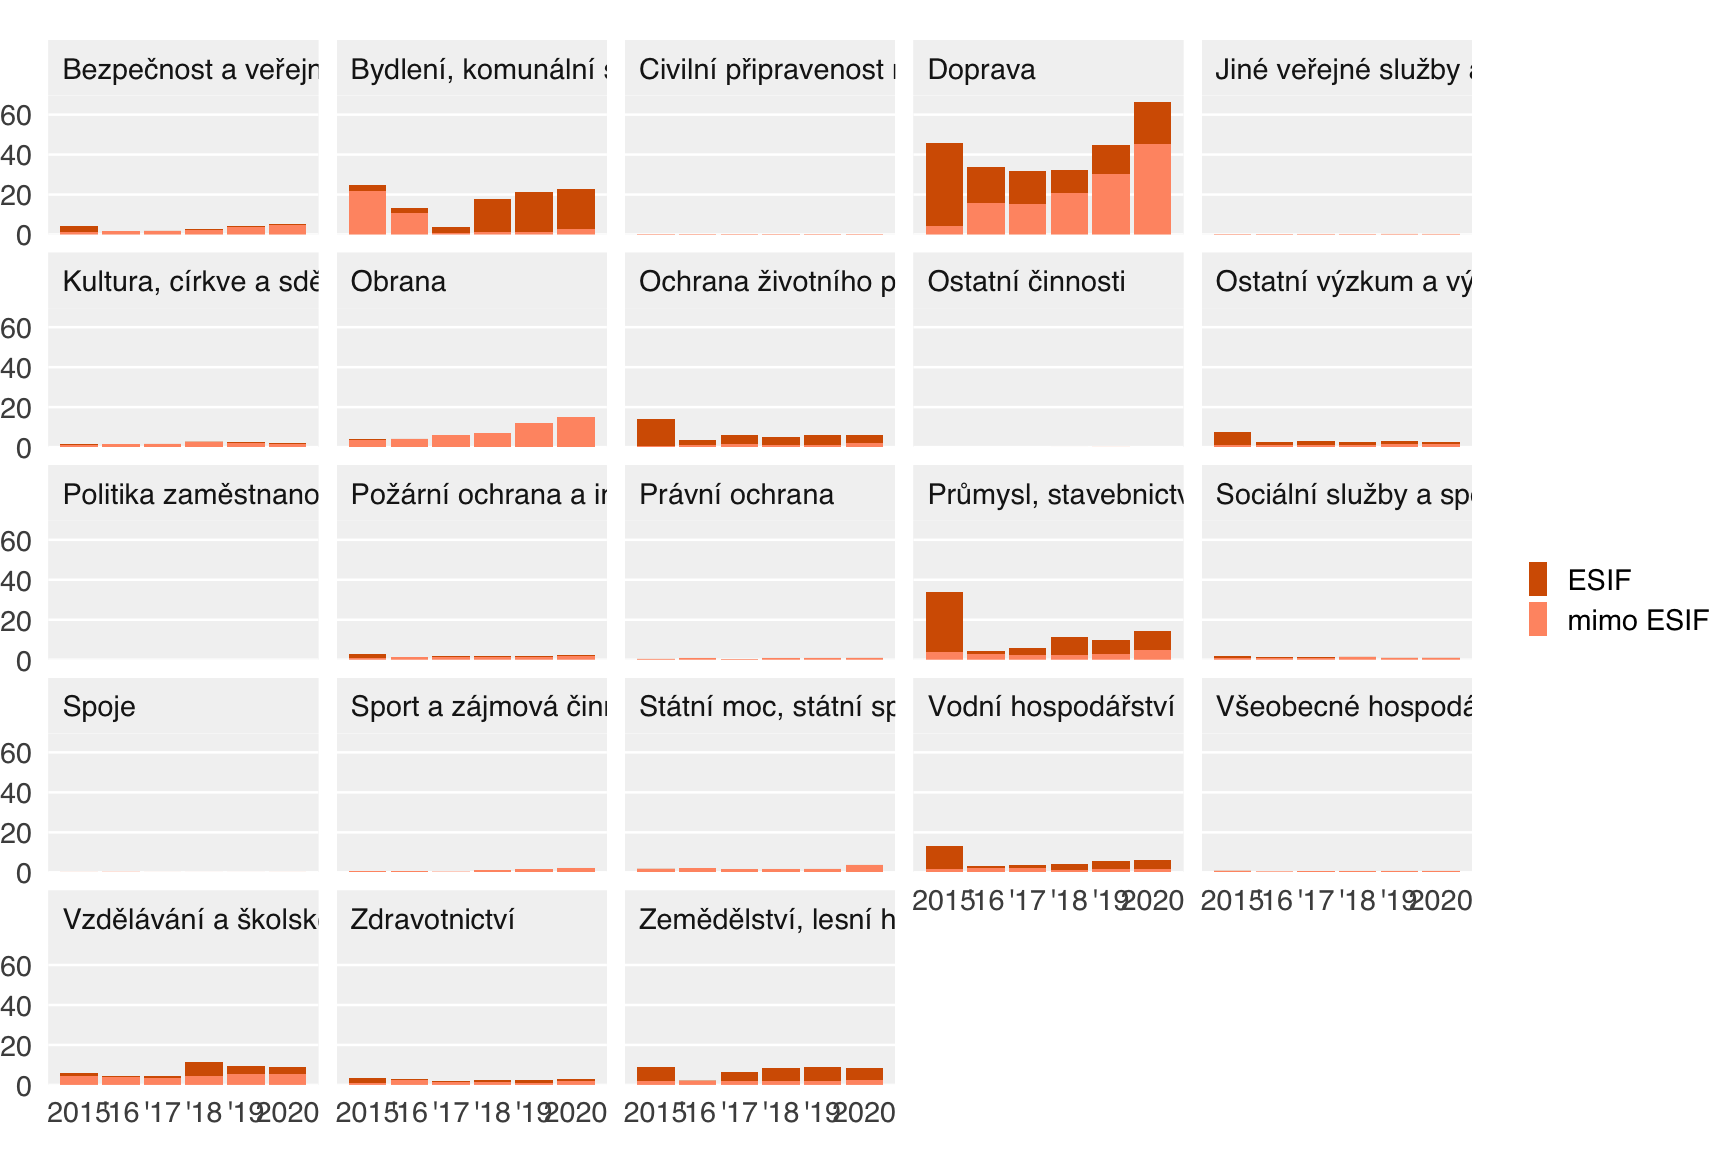 Bezpečnost a veřejn
Bydlení, komunální s
Civilní připravenost
Doprava
Jiné veřejné služby a
60
40
20
0
Kultura, církve a sdě
Obrana
Ochrana životního p
Ostatní činnosti
Ostatní výzkum a vý
60
40
20
0
Politika zaměstnano
Požární ochrana a in
Právní ochrana
Průmysl, stavebnictv
Sociální služby a spo
60
40
20
0
ESIF
mimo ESIF
Spoje
Sport a zájmová činn
Státní moc, státní sp
Vodní hospodářství
Všeobecné hospodá
60
40
20
0
2015 '16 '17 '18 '19 2020
2015 '16 '17 '18 '19 2020
Vzdělávání a školské
Zdravotnictví
Zemědělství, lesní h
60
40
20
0
2015 '16 '17 '18 '19 2020
2015 '16 '17 '18 '19 2020
2015 '16 '17 '18 '19 2020